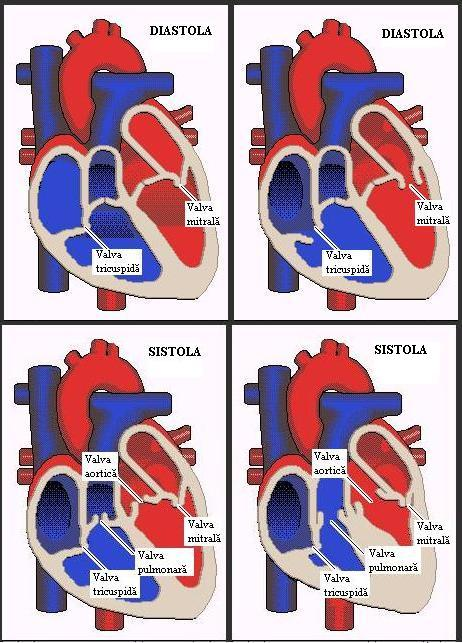 DIASTOLA
Valva
mitrală
Valva
tricuspidă
DIASTOLA
Valva
mitrală
Valva
tricuspidă
SISTOLA
Valva
aortică
Valva
mitrală
Valva
pulmonară
Valva
tricuspidă
SISTOLA
Valva
aortică
Valva
mitrală
Valva
pulmonară
Valva
tricuspidă